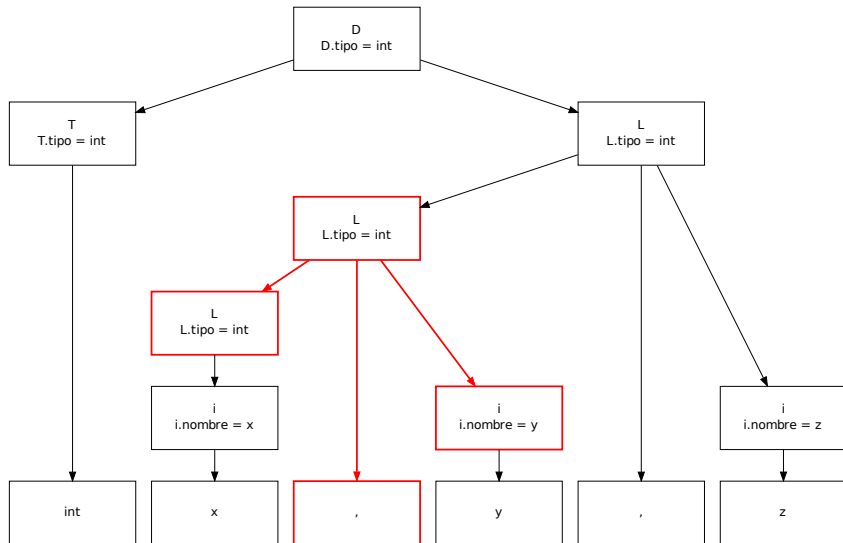 D
D.tipo = int
T
T.tipo = int
L
L.tipo = int
L
L.tipo = int
L
L.tipo = int
i
i.nombre = x
i
i.nombre = y
i
i.nombre = z
int
x
,
y
,
z